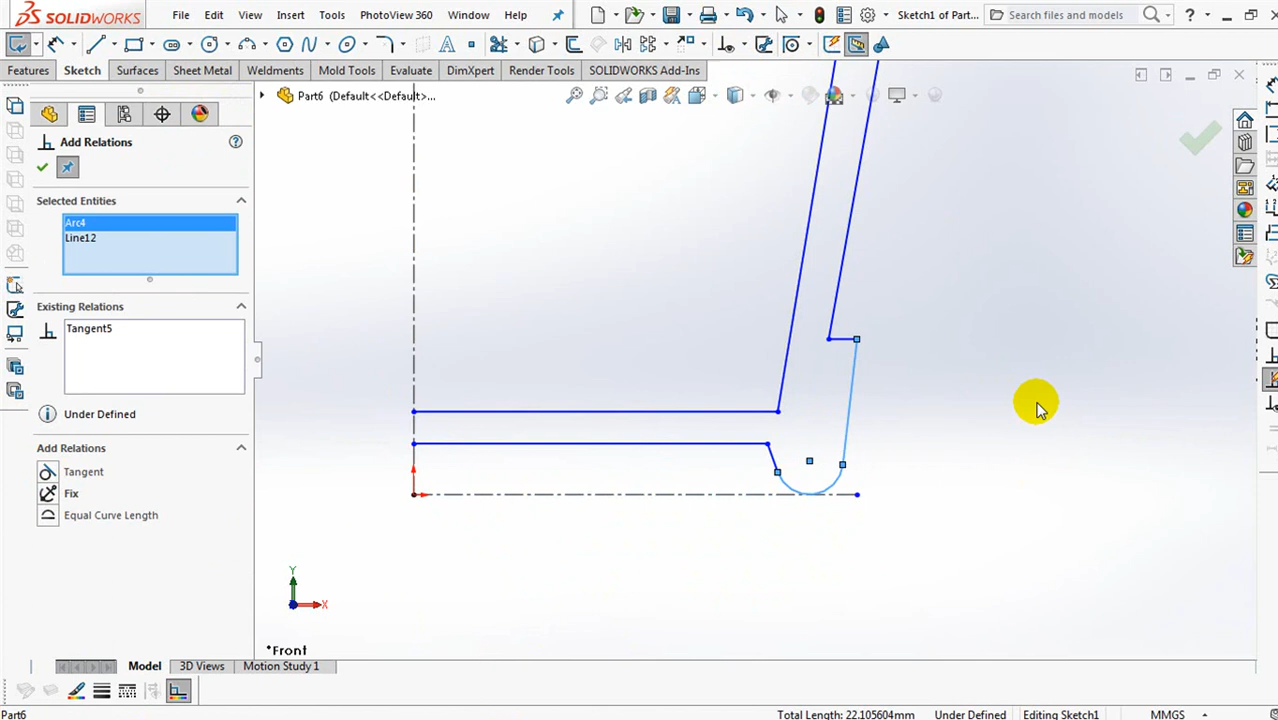 SOLIDWORKS File Edit View Insert Tools PhotoView 360 Window Help Sketch1 of Par... Search files and models ?
Features Sketch Surfaces Sheet Metal Weldments Mold Tools Evaluate DimXpert Render Tools SOLIDWORKS Add-Ins
Part6 (Default<<Default>...
Add Relations ?
Selected Entities
Arc4
Line12
Existing Relations
Tangent5
Under Defined
Add Relations
Tangent
Fix
Equal Curve Length
Y
X
*Front
Model 3D Views Motion Study 1
Part6 Total Length: 22.105604mm Under Defined Editing Sketch1 MMGS